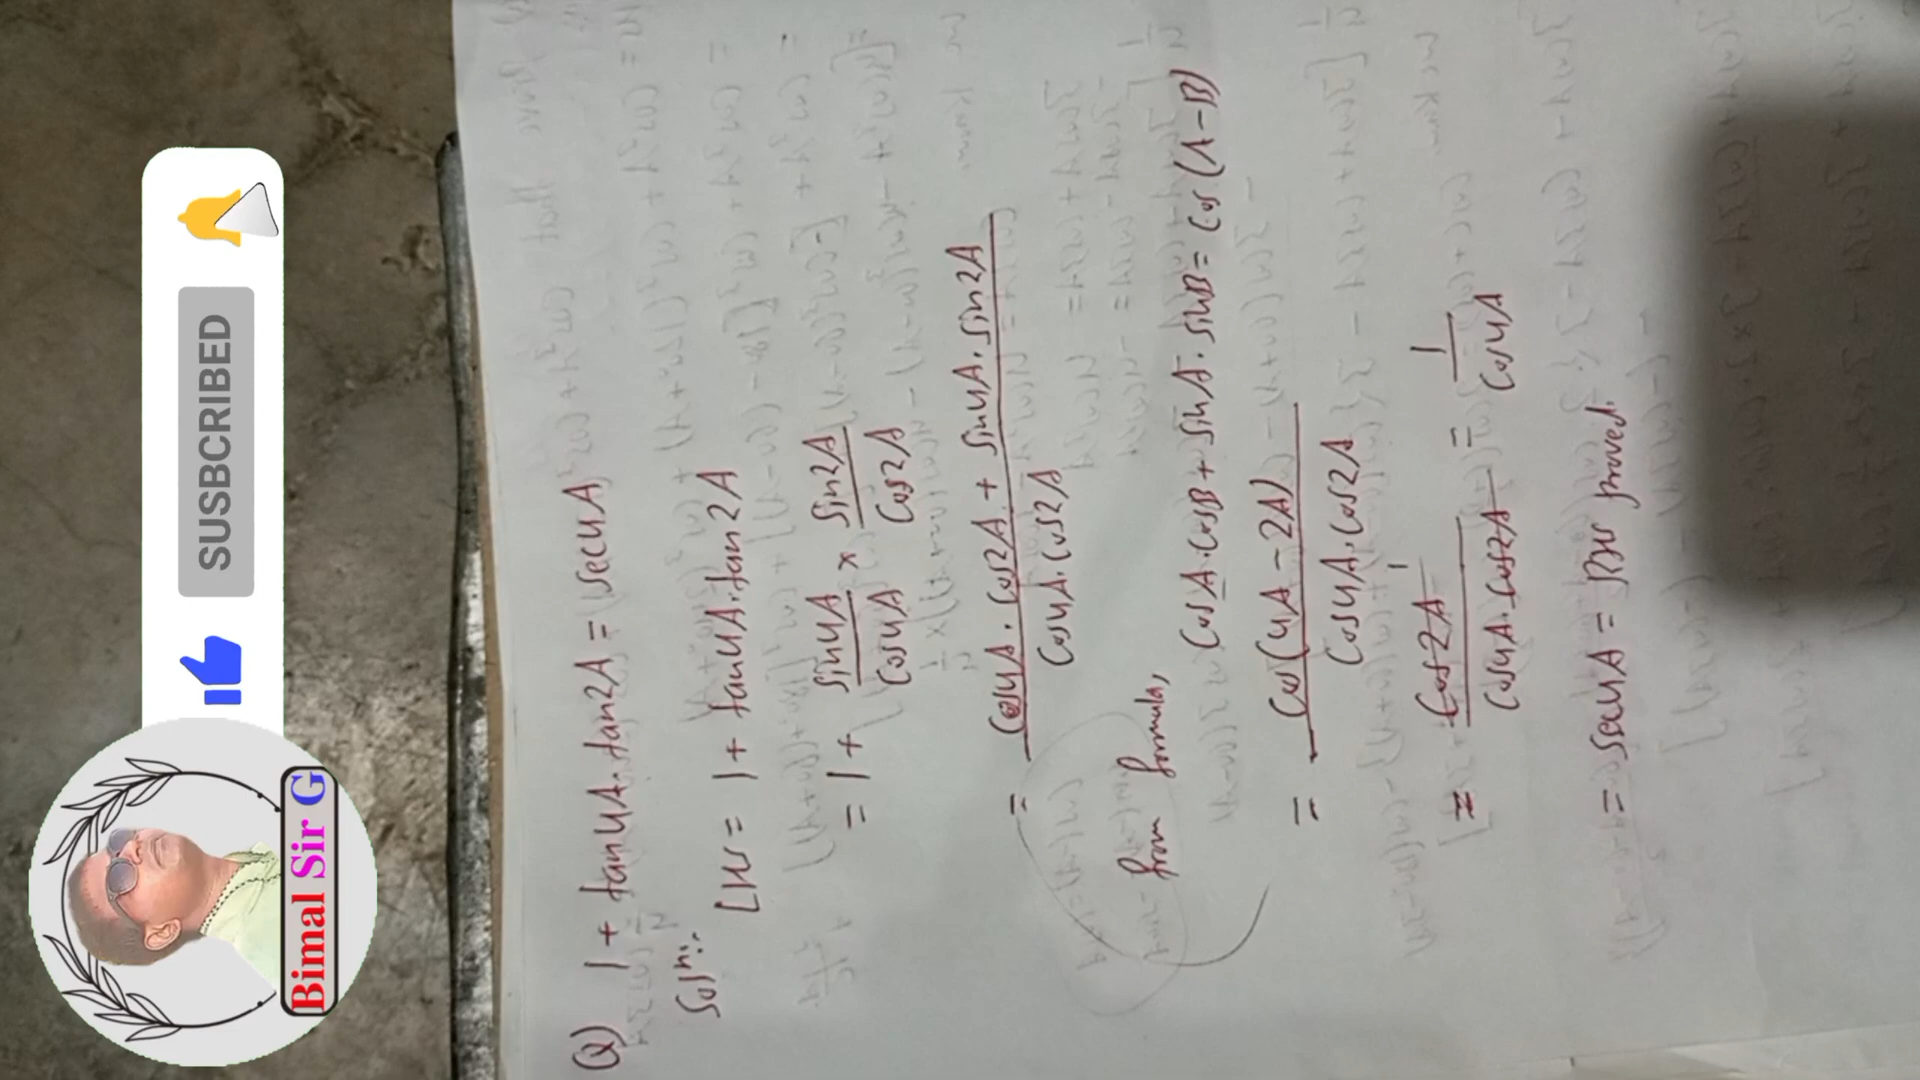 Q) 1 + tan4A.tan2A = sec4A
Solⁿ:-
LHS = 1 + tan4A.tan2A
= 1 + sin4A/cos4A × sin2A/cos2A
= cos4A.cos2A + sin4A.sin2A / cos4A.cos2A
from formula,
cosA.cosB + sinA.sinB = cos(A-B)
= cos(4A-2A) / cos4A.cos2A
= cos2A 1 / cos4A.cos2A = 1/cos4A
= sec4A = RHS proved.
SUSBCRIBED
Bimal Sir G